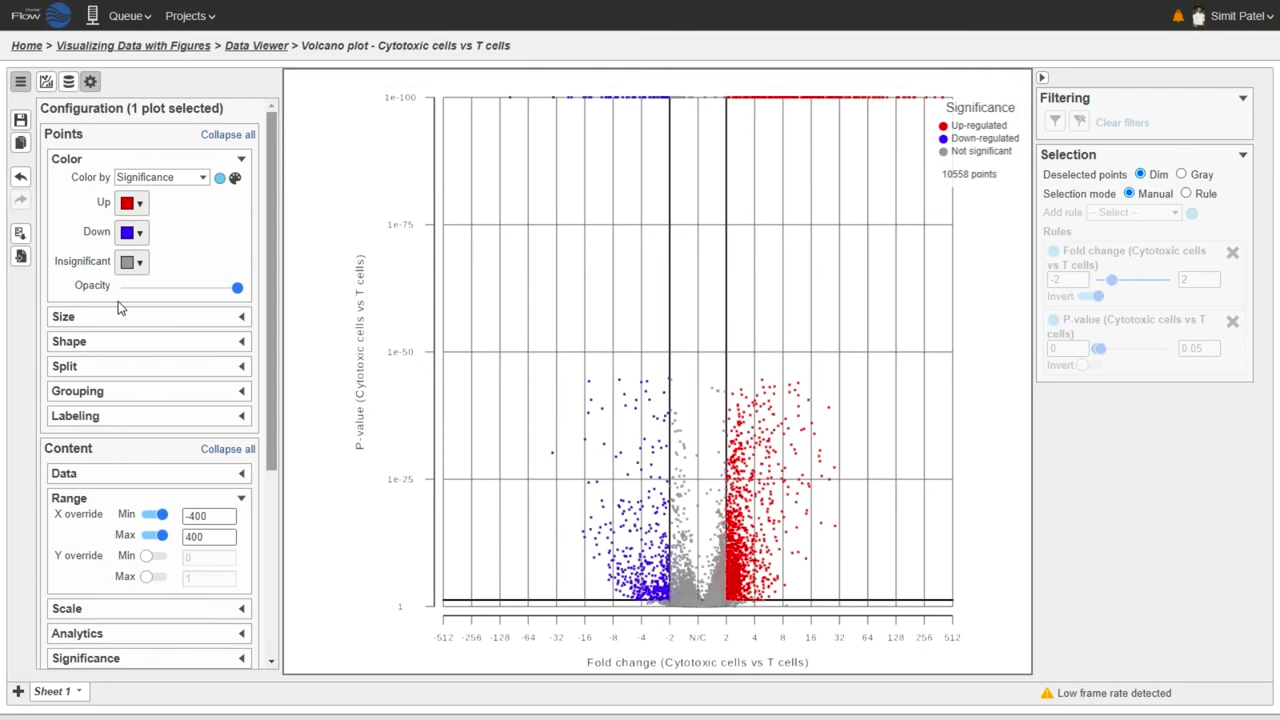 Flow
Queue Projects Simit Patel
Home > Visualizing Data with Figures > Data Viewer > Volcano plot - Cytotoxic cells vs T cells
Configuration (1 plot selected)
Points Collapse all
Color
Color by Significance
Up
Down
Insignificant
Opacity
Size
Shape
Split
Grouping
Labeling
Content Collapse all
Data
Range
X override Min -400
Max 400
Y override Min 0
Max 1
Scale
Analytics
Significance
Sheet 1
1e-100
1e-75
1e-50
1e-25
1
P-value (Cytotoxic cells vs T cells)
-512 -256 -128 -64 -32 -16 -8 -4 -2 N/C 2 4 8 16 32 64 128 256 512
Fold change (Cytotoxic cells vs T cells)
Significance
Up-regulated
Down-regulated
Not significant
10558 points
Filtering
Clear filters
Selection
Deselected points Dim Gray
Selection mode Manual Rule
Add rule -- Select --
Rules
Fold change (Cytotoxic cells
vs T cells)
-2 2
Invert
P-value (Cytotoxic cells vs T
cells)
0 0.05
Invert
Low frame rate detected